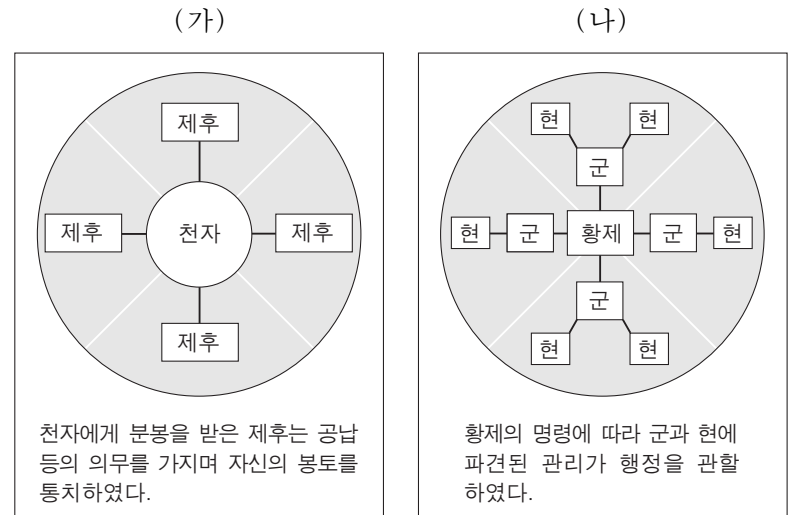 (가)
제후
제후
천자
제후
제후
천자에게 분봉을 받은 제후는 공납
등의 의무를 가지며 자신의 봉토를
통치하였다.
(나)
현
현
군
현
군
황제
군
현
군
현
현
황제의 명령에 따라 군과 현에
파견된 관리가 행정을 관할
하였다.